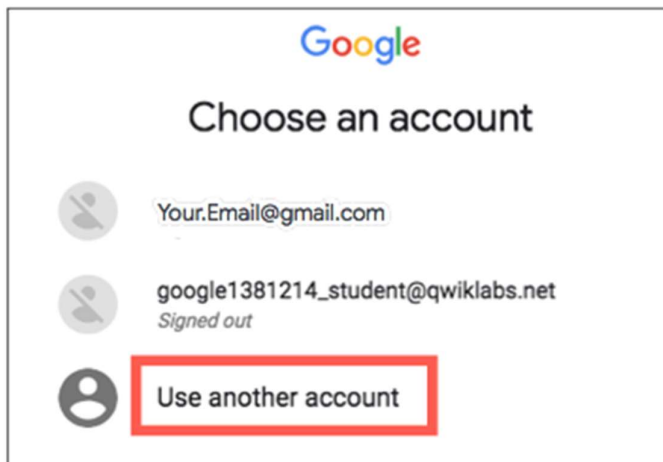 Google
Choose an account
Your.Email@gmail.com
google1381214_student@qwiklabs.net
Signed out
Use another account